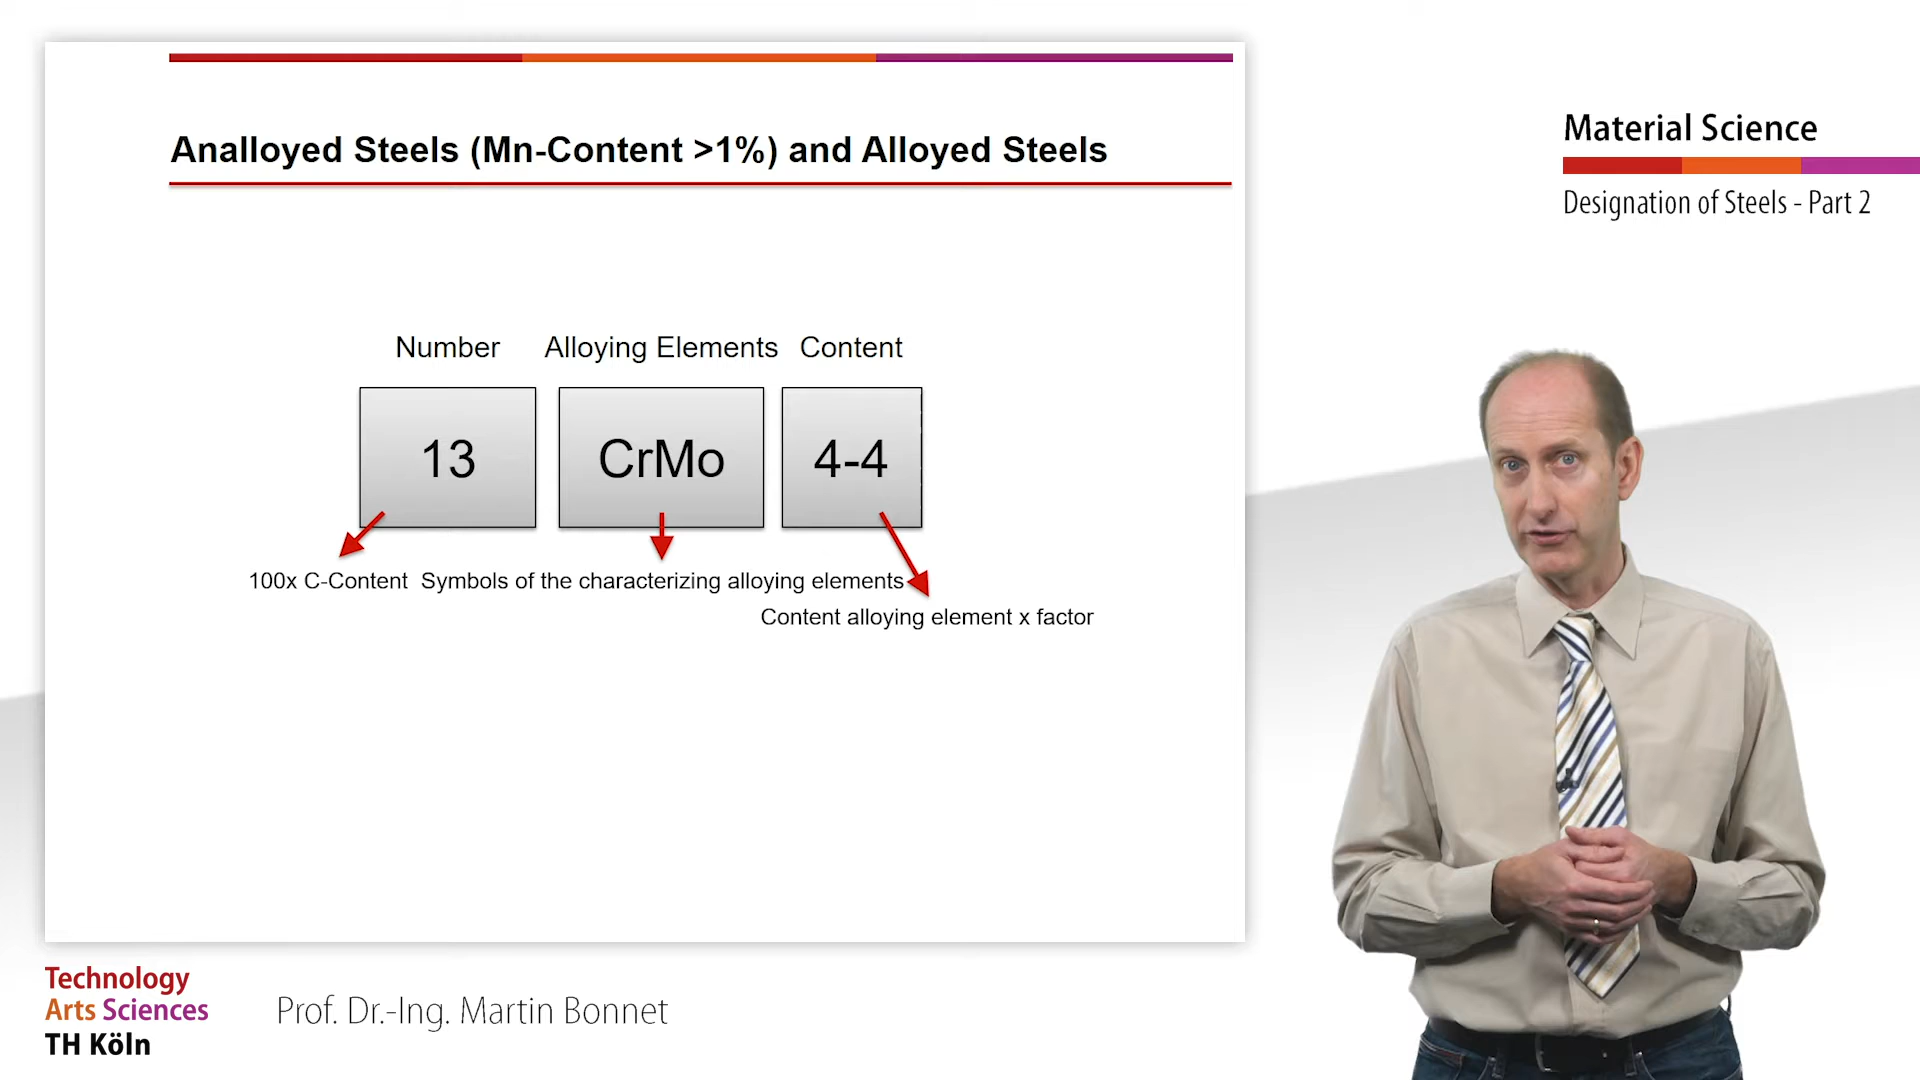 Analloyed Steels (Mn-Content >1%) and Alloyed Steels
Number Alloying Elements Content
13 CrMo 4-4
100x C-Content Symbols of the characterizing alloying elements
Content alloying element x factor
Material Science
Designation of Steels - Part 2
Technology
Arts Sciences
TH Köln
Prof. Dr.-Ing. Martin Bonnet